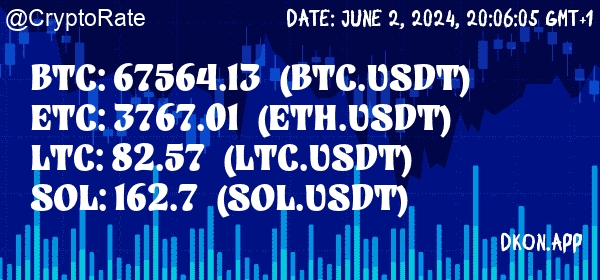 @CryptoRate
DATE: JUNE 2, 2024, 20:06:05 GMT+1
BTC: 67564.13 (BTC.USDT)
ETC: 3767.01 (ETH.USDT)
LTC: 82.57 (LTC.USDT)
SOL: 162.7 (SOL.USDT)
DKON.APP